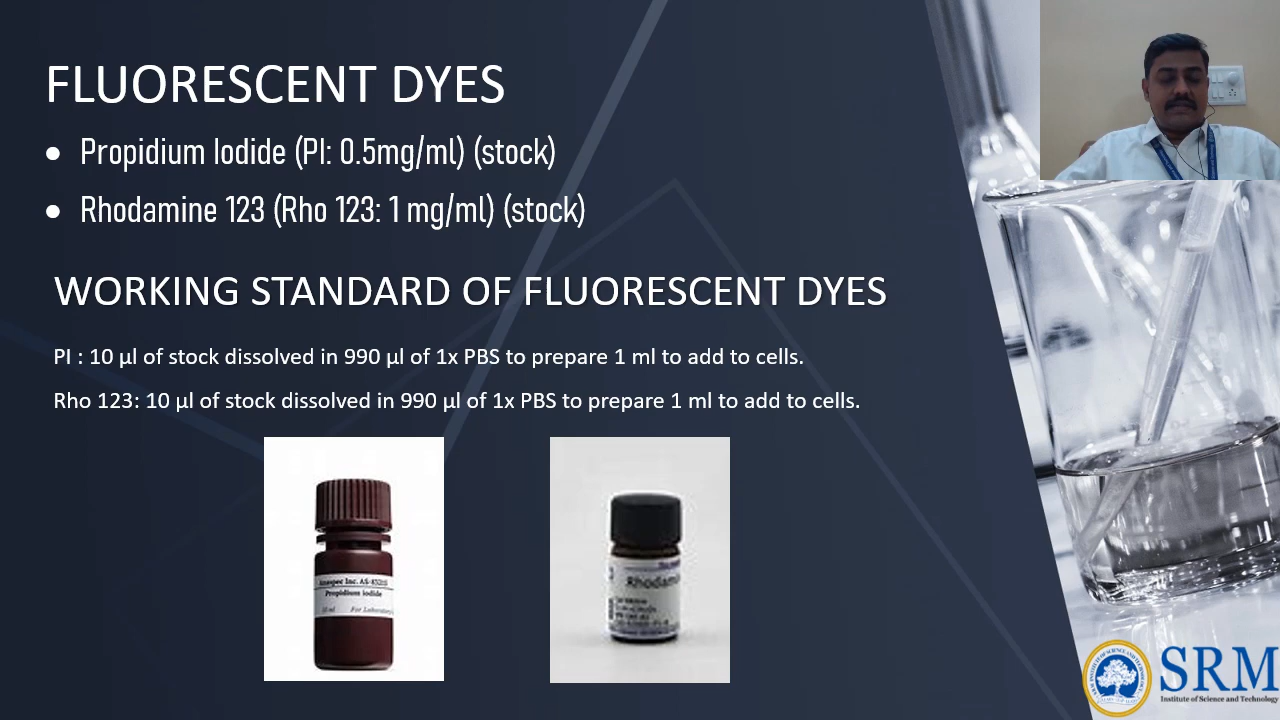 FLUORESCENT DYES
• Propidium Iodide (PI: 0.5mg/ml) (stock)
• Rhodamine 123 (Rho 123: 1 mg/ml) (stock)
WORKING STANDARD OF FLUORESCENT DYES
PI : 10 µl of stock dissolved in 990 µl of 1x PBS to prepare 1 ml to add to cells.
Rho 123: 10 µl of stock dissolved in 990 µl of 1x PBS to prepare 1 ml to add to cells.
Anaspec Inc.
Propidium iodide
For
SRM
Institute of Science and Technology